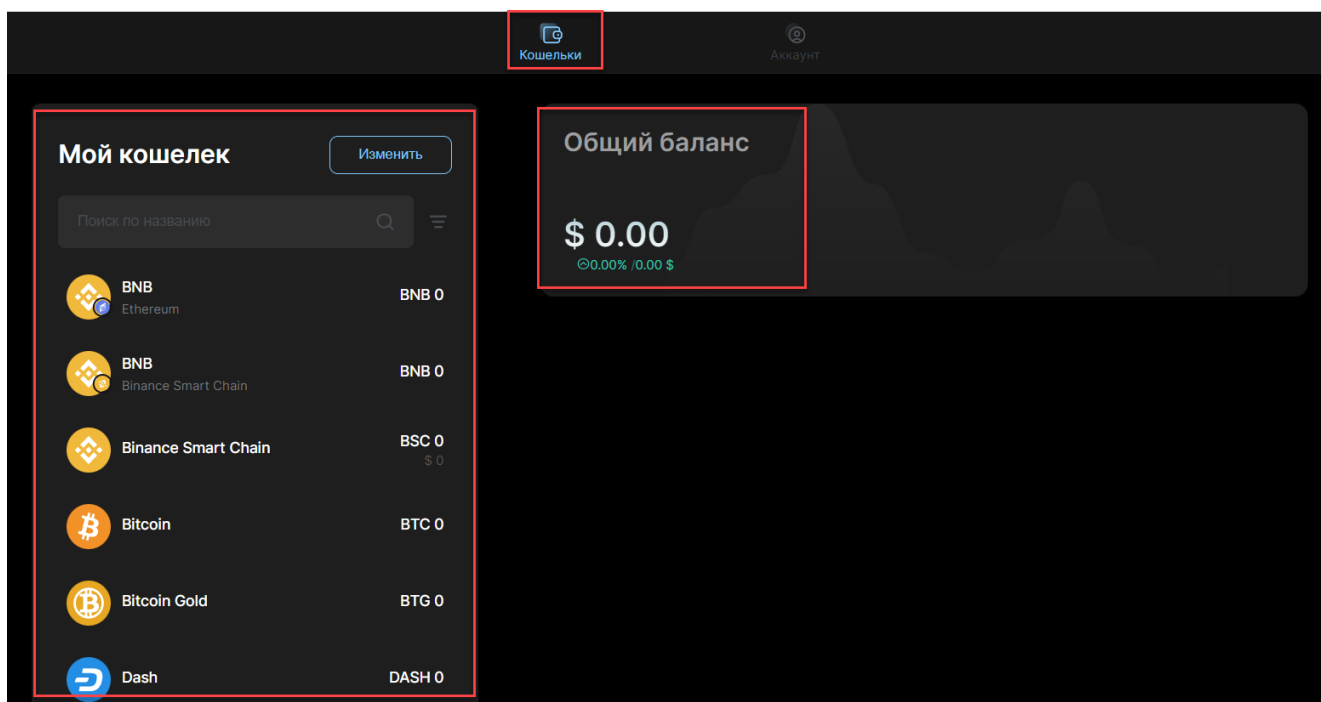 Кошельки
Аккаунт
Мой кошелек
Изменить
Поиск по названию
BNB
Ethereum
BNB 0
BNB
Binance Smart Chain
BNB 0
Binance Smart Chain
BSC 0
$ 0
Bitcoin
BTC 0
Bitcoin Gold
BTG 0
Dash
DASH 0
Общий баланс
$ 0.00
0.00% /0.00 $